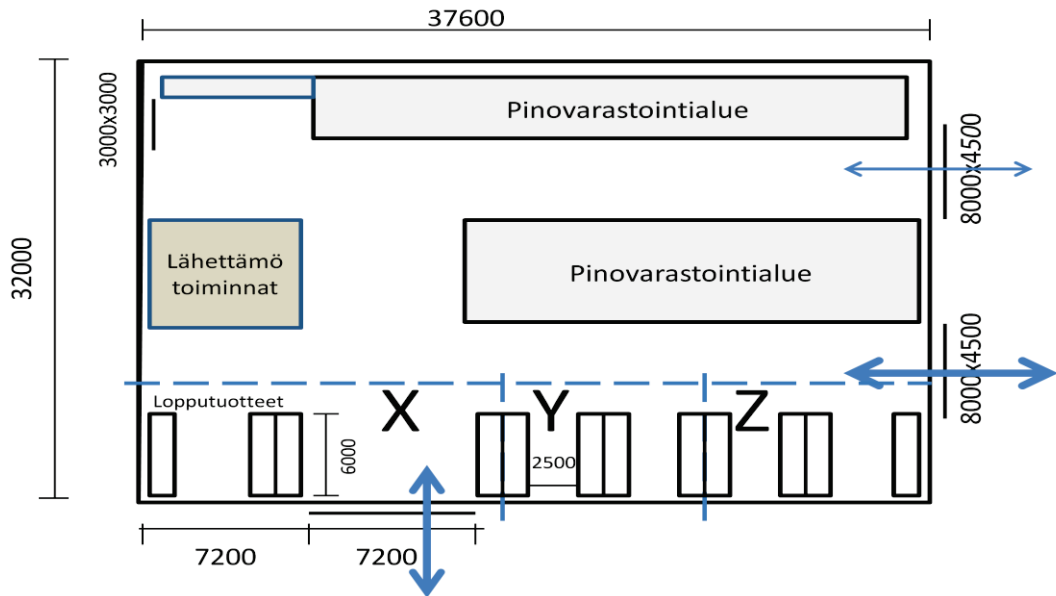 37600
3000x3000
Pinovarastointialue
8000x4500
32000
Lähettämö
toiminnat
Pinovarastointialue
8000x4500
Lopputuotteet
X
Y
Z
6000
2500
7200
7200